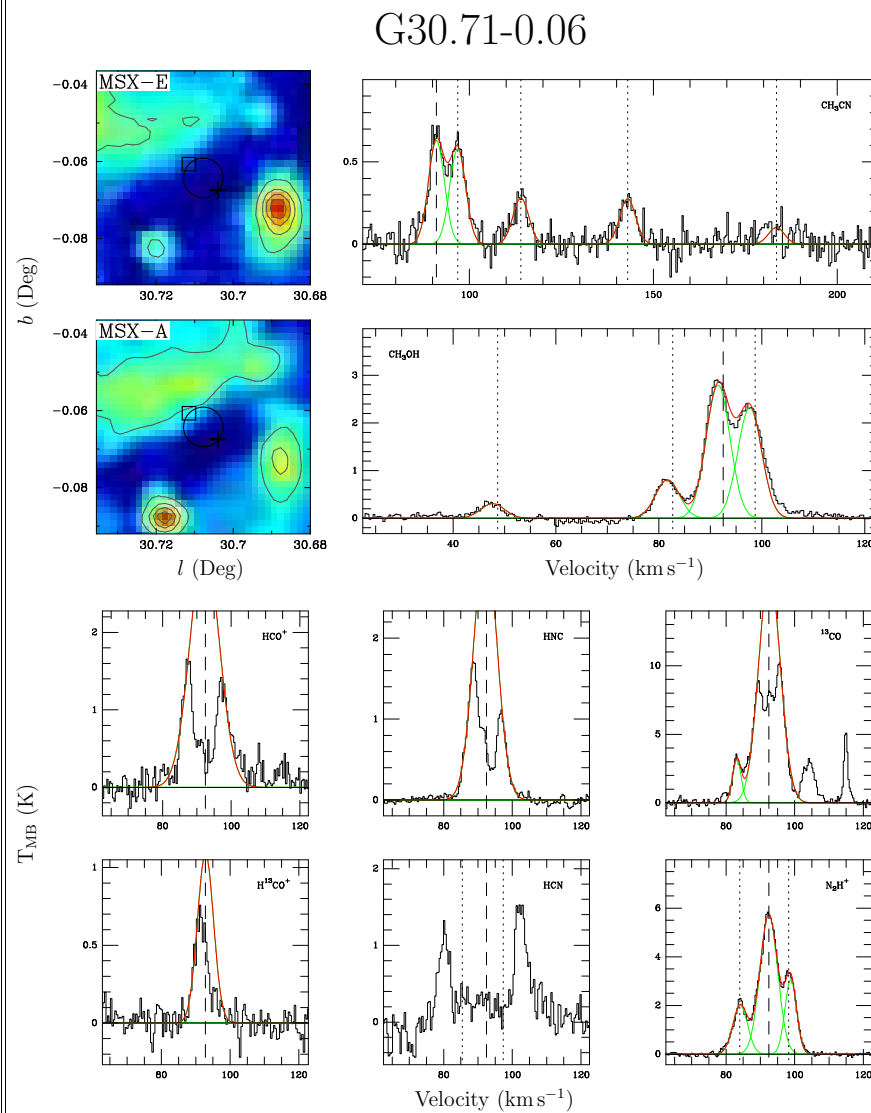 G30.71-0.06
MSX-E
−0.04
−0.06
−0.08
30.72 30.7 30.68
CH₃CN
0.5
0
100 150 200
b (Deg)
MSX-A
−0.04
−0.06
−0.08
30.72 30.7 30.68
l (Deg)
CH₃OH
3
2
1
0
40 60 80 100 120
Velocity (km s⁻¹)
HCO⁺
2
1
0
80 100 120
HNC
2
1
0
80 100 120
¹³CO
10
5
0
80 100 120
T_MB (K)
H¹³CO⁺
1
0.5
0
80 100 120
HCN
2
1
0
80 100 120
N₂H⁺
6
4
2
0
80 100 120
Velocity (km s⁻¹)